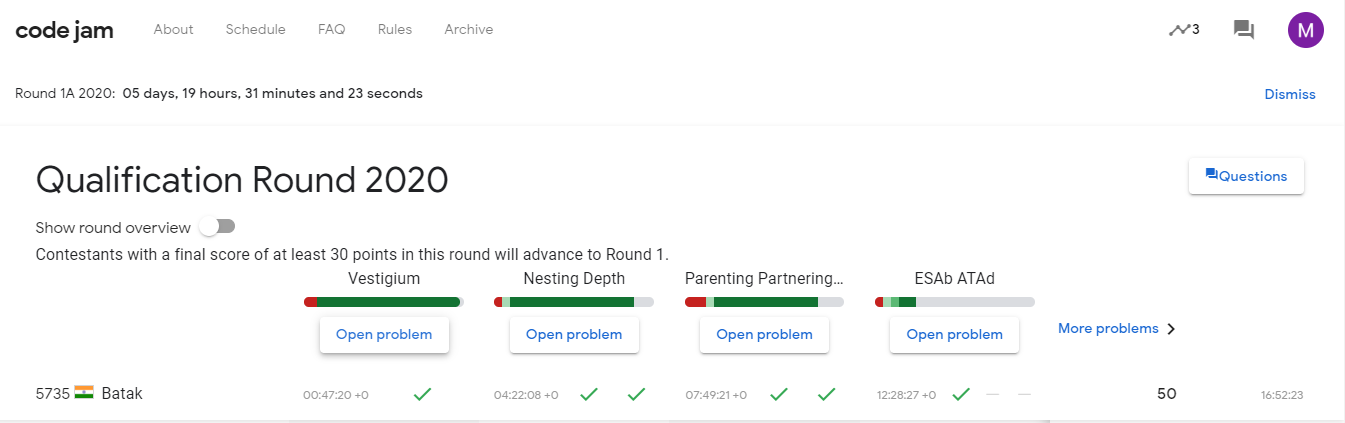 code jam About Schedule FAQ Rules Archive 3 M
Round 1A 2020: 05 days, 19 hours, 31 minutes and 23 seconds Dismiss
Qualification Round 2020 Questions
Show round overview
Contestants with a final score of at least 30 points in this round will advance to Round 1.
Vestigium Nesting Depth Parenting Partnering... ESAb ATAd
Open problem Open problem Open problem Open problem More problems
5735 Batak 00:47:20 +0 04:22:08 +0 07:49:21 +0 12:28:27 +0 50 16:52:23